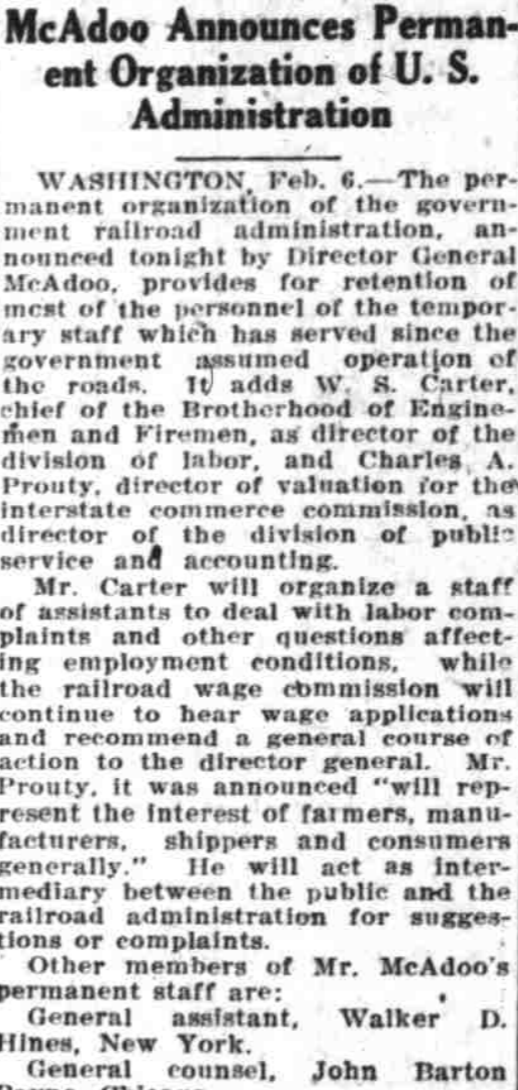 McAdoo Announces Perman-
ent Organization of U. S.
Administration
WASHINGTON, Feb. 6.—The per-
manent organization of the govern-
ment railroad administration, an-
nounced tonight by Director General
McAdoo, provides for retention of
most of the personnel of the tempor-
ary staff which has served since the
government assumed operation of
the roads. It adds W. S. Carter,
chief of the Brotherhood of Engine-
men and Firemen, as director of the
division of labor, and Charles A.
Prouty, director of valuation for the
interstate commerce commission, as
director of the division of public
service and accounting.
Mr. Carter will organize a staff
of assistants to deal with labor com-
plaints and other questions affect-
ing employment conditions, while
the railroad wage commission will
continue to hear wage applications
and recommend a general course of
action to the director general. Mr.
Prouty, it was announced "will rep-
resent the interest of farmers, manu-
facturers, shippers and consumers
generally." He will act as inter-
mediary between the public and the
railroad administration for sugges-
tions or complaints.
Other members of Mr. McAdoo's
permanent staff are:
General assistant, Walker D.
Hines, New York.
General counsel, John Barton